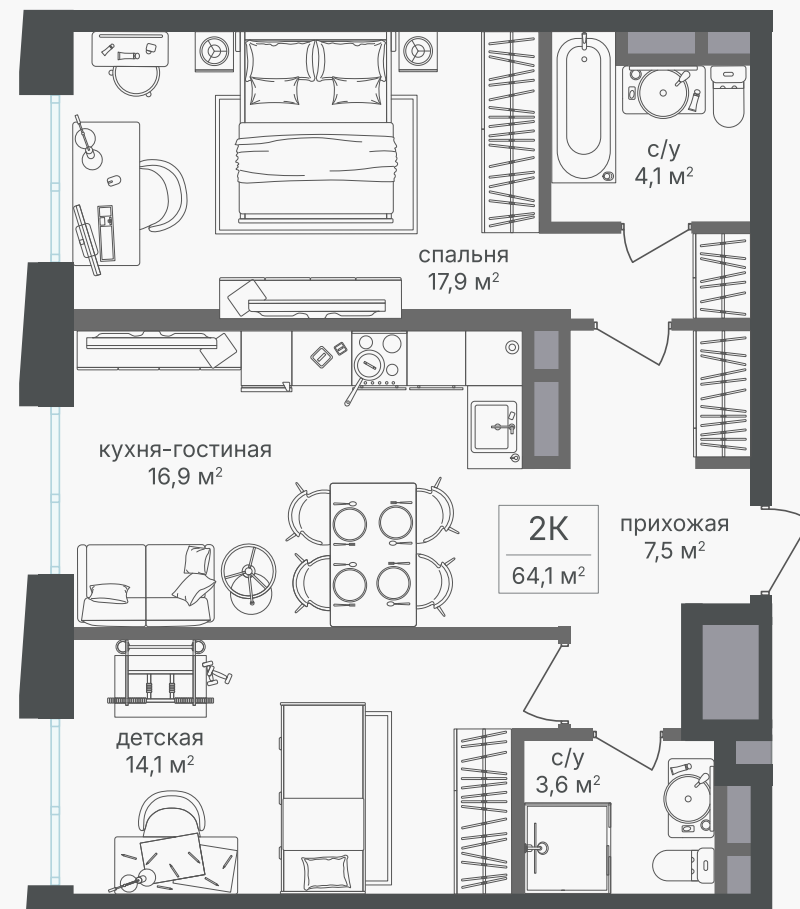 с/у
4,1 м²
спальня
17,9 м²
кухня-гостиная
16,9 м²
2К
64,1 м²
прихожая
7,5 м²
детская
14,1 м²
с/у
3,6 м²